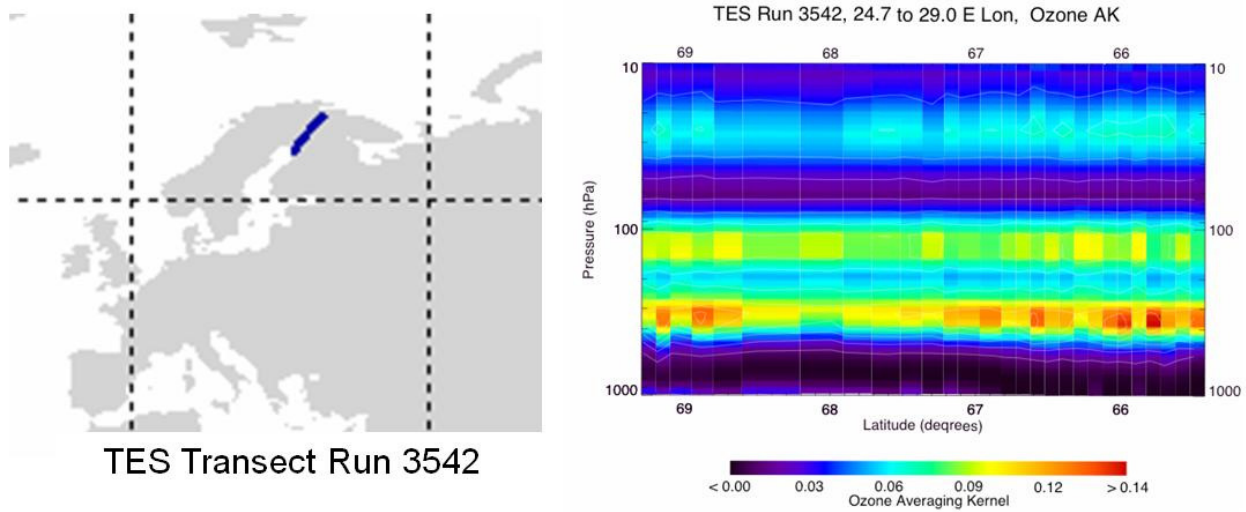 TES Transect Run 3542
TES Run 3542, 24.7 to 29.0 E Lon, Ozone AK
69 68 67 66
10 10
Pressure (hPa)
100 100
1000 1000
69 68 67 66
Latitude (deqrees)
< 0.00 0.03 0.06 0.09 0.12 > 0.14
Ozone Averaging Kernel